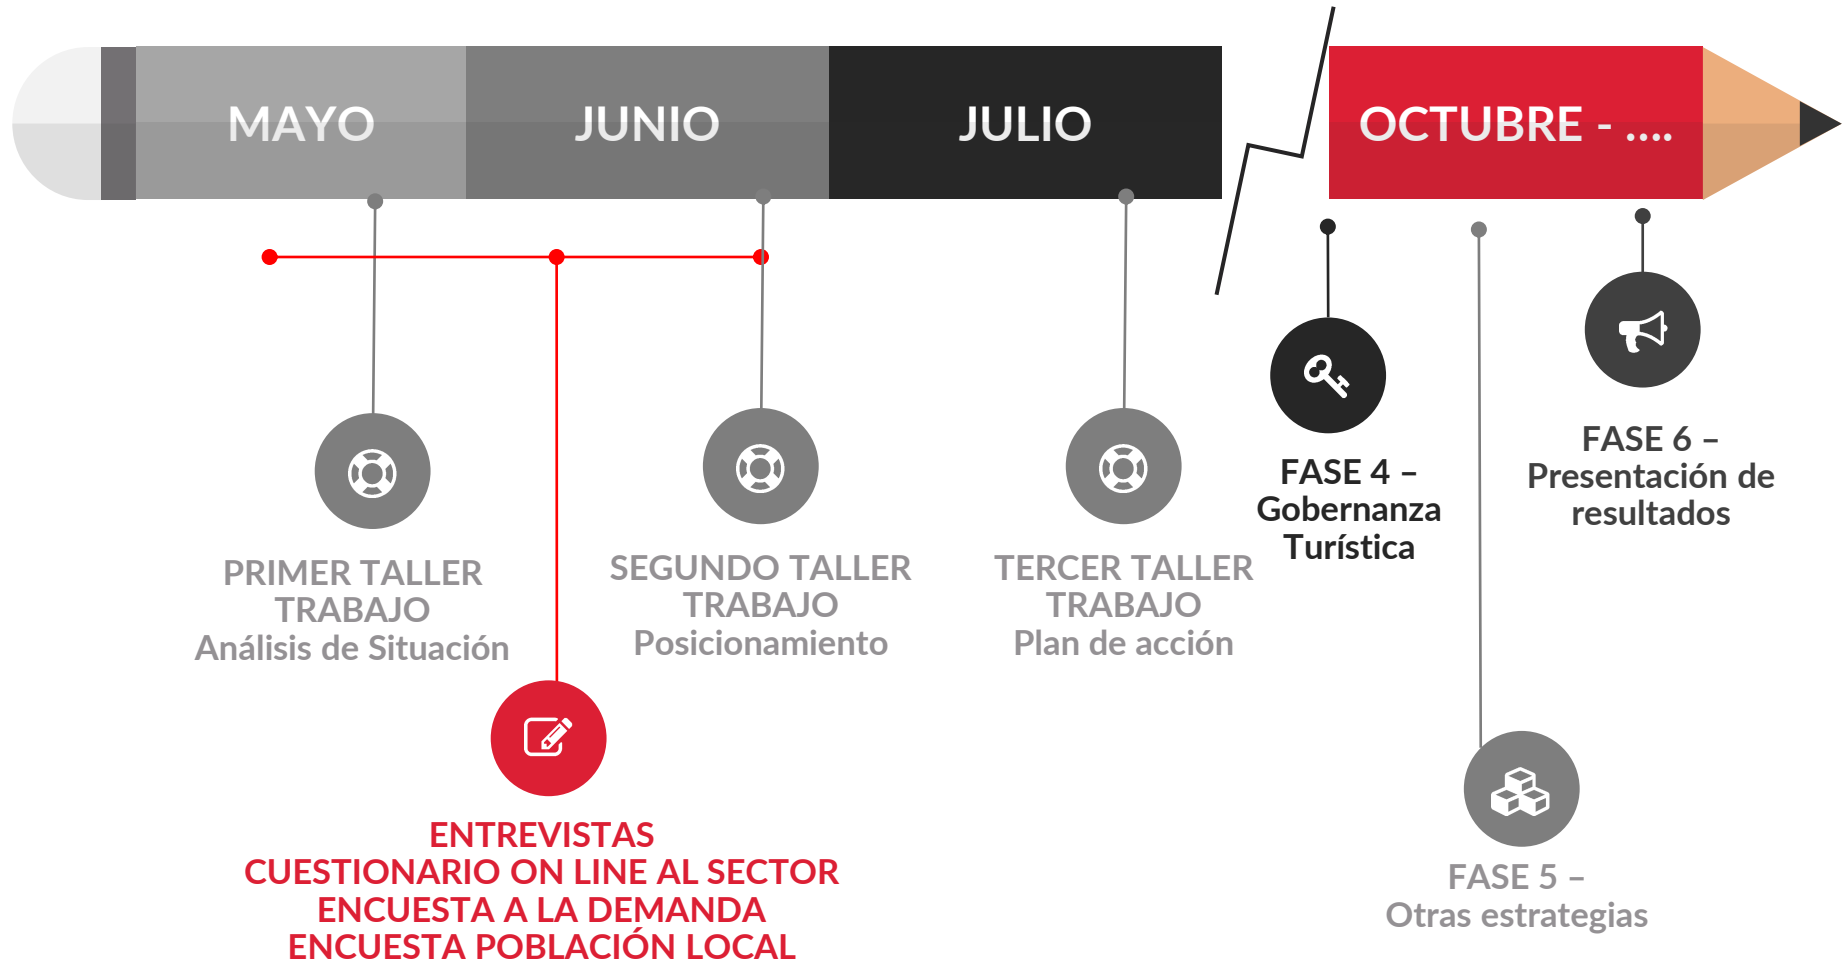 MAYO
JUNIO
JULIO
OCTUBRE - ....
PRIMER TALLER
TRABAJO
Análisis de Situación
SEGUNDO TALLER
TRABAJO
Posicionamiento
TERCER TALLER
TRABAJO
Plan de acción
FASE 4 –
Gobernanza
Turística
FASE 6 –
Presentación de
resultados
ENTREVISTAS
CUESTIONARIO ON LINE AL SECTOR
ENCUESTA A LA DEMANDA
ENCUESTA POBLACIÓN LOCAL
FASE 5 –
Otras estrategias